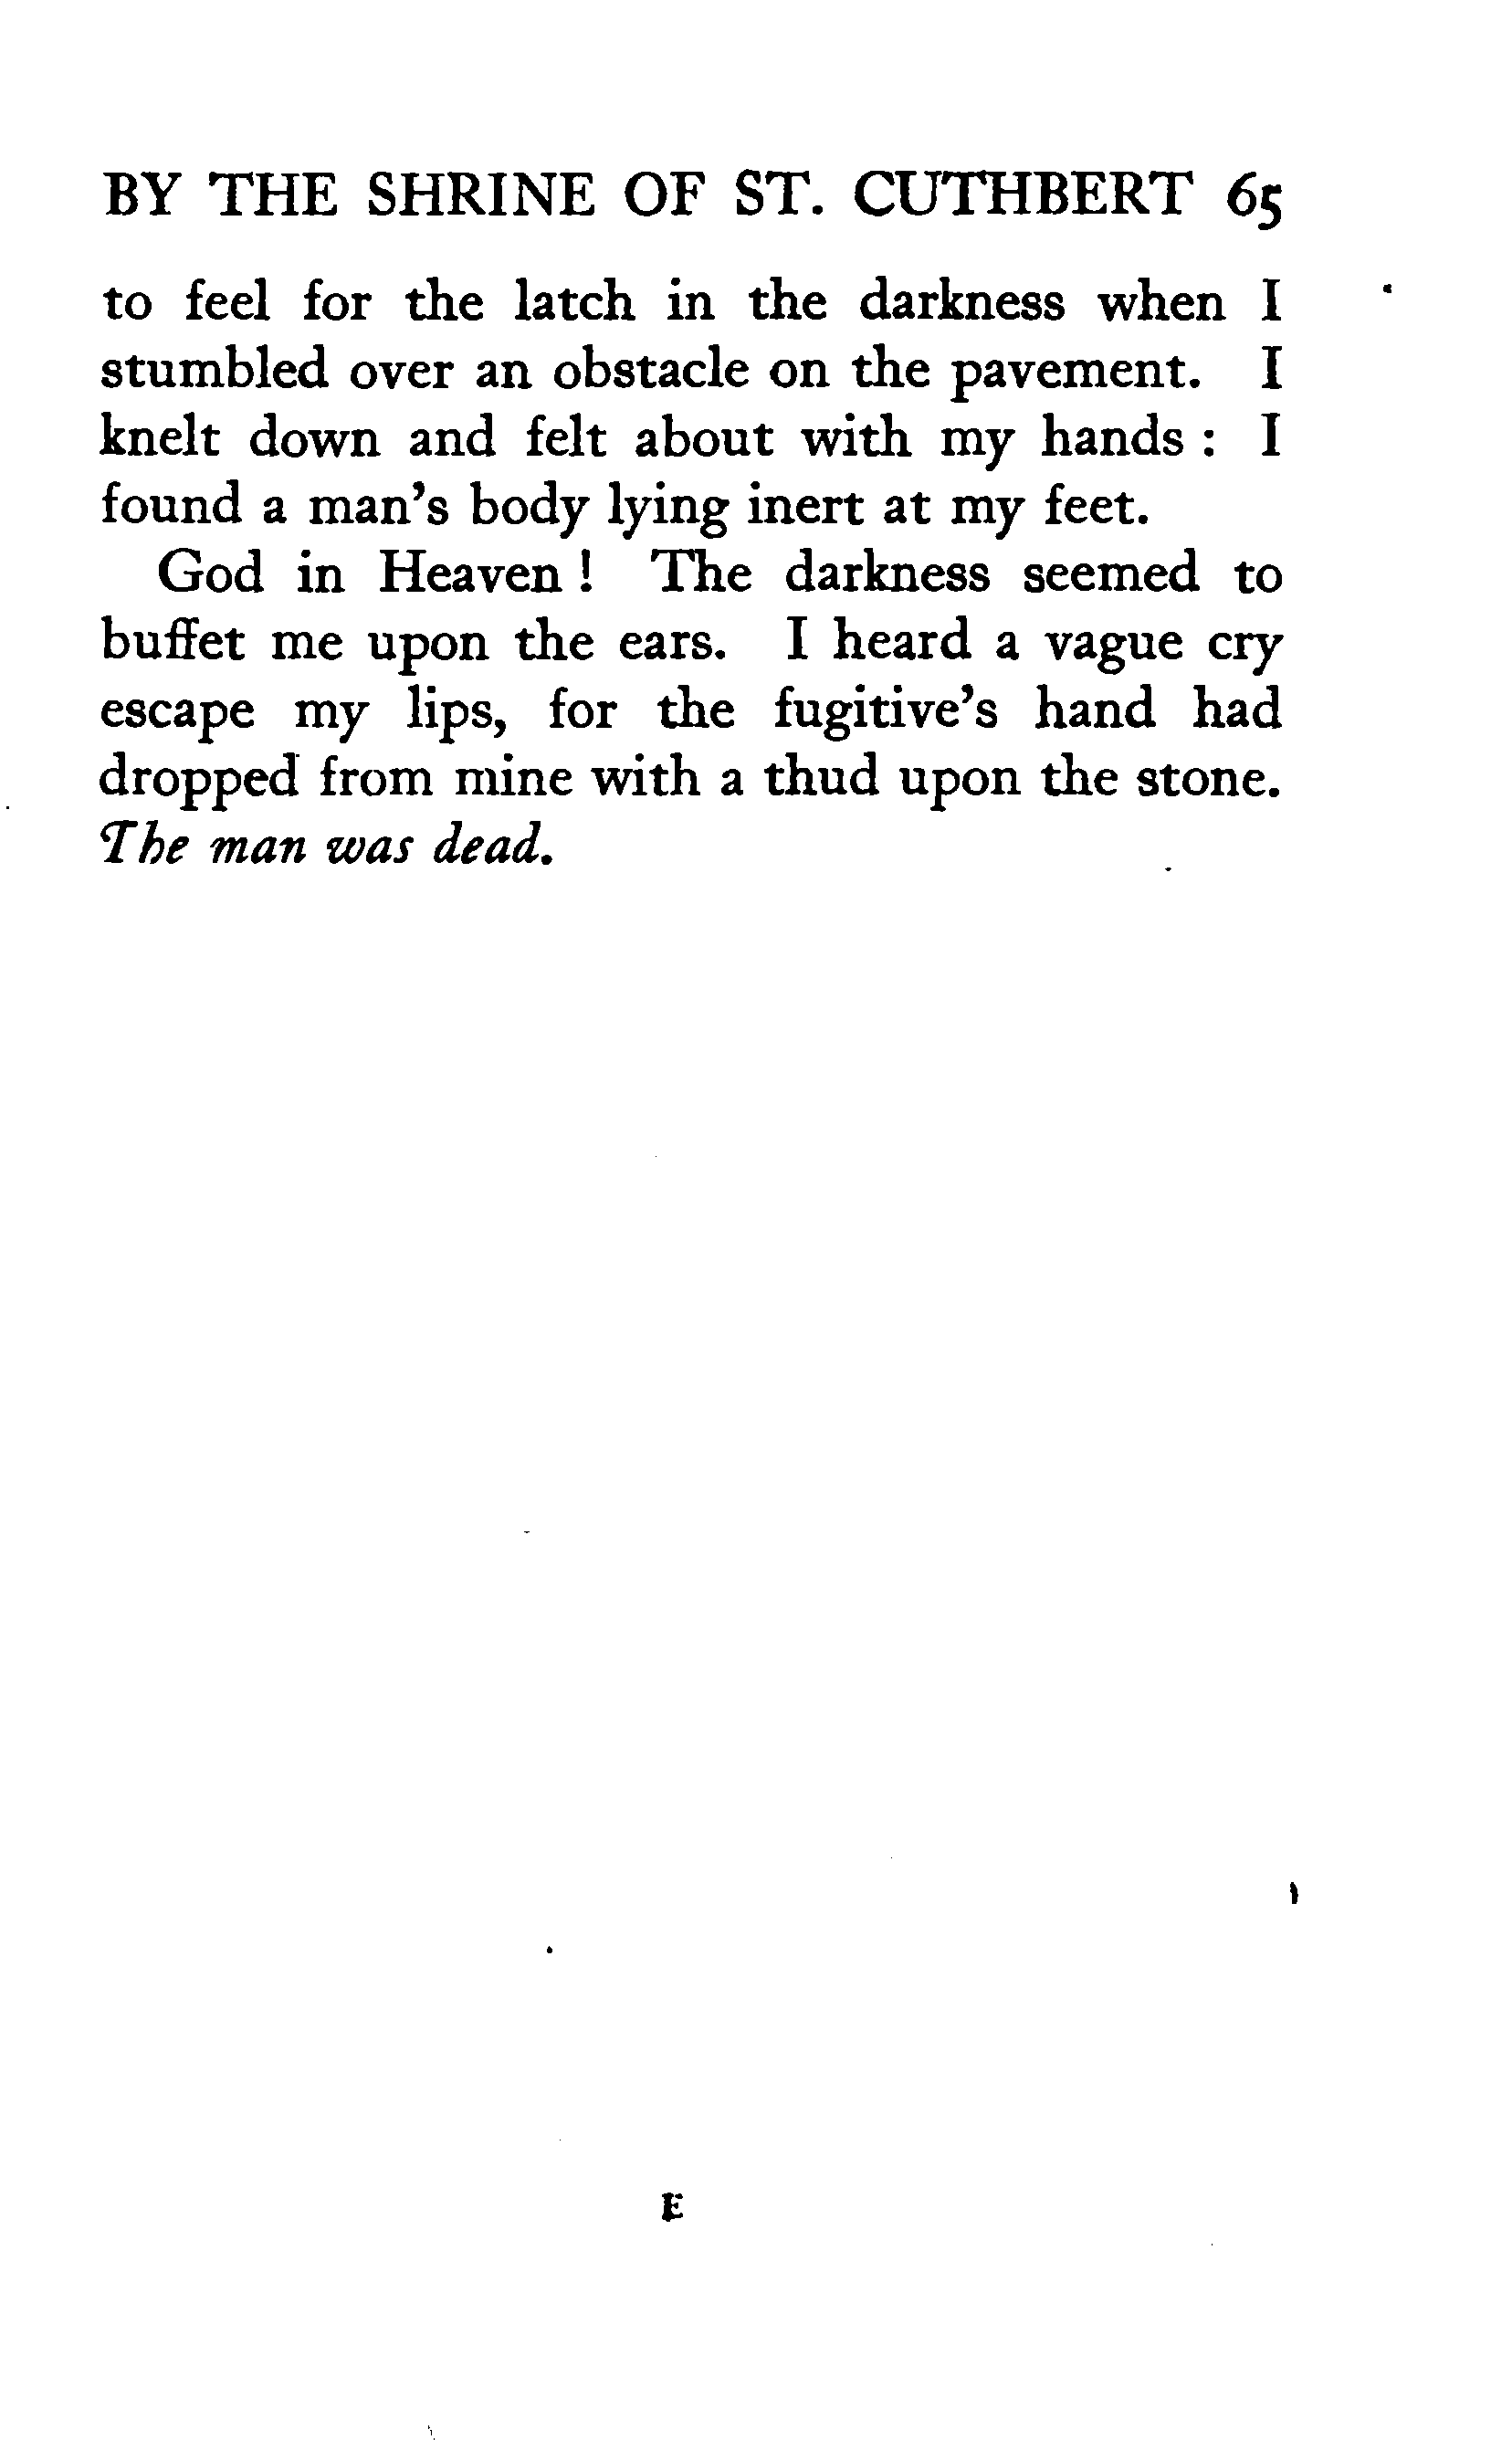 BY THE SHRINE OF ST. CUTHBERT 65
to feel for the latch in the darkness when I
stumbled over an obstacle on the pavement. I
knelt down and felt about with my hands : I
found a man's body lying inert at my feet.
God in Heaven ! The darkness seemed to
buffet me upon the ears. I heard a vague cry
escape my lips, for the fugitive's hand had
dropped from mine with a thud upon the stone.
The man was dead.
E